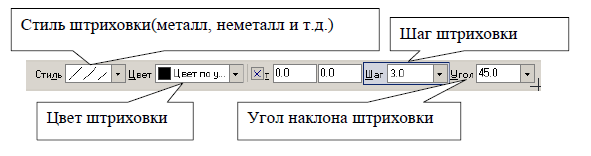 Стиль штриховки(металл, неметалл и т.д.)
Шаг штриховки
Стиль Цвет Цвет по у... т 0.0 0.0 Шаг 3.0 Угол 45.0
Цвет штриховки
Угол наклона штриховки